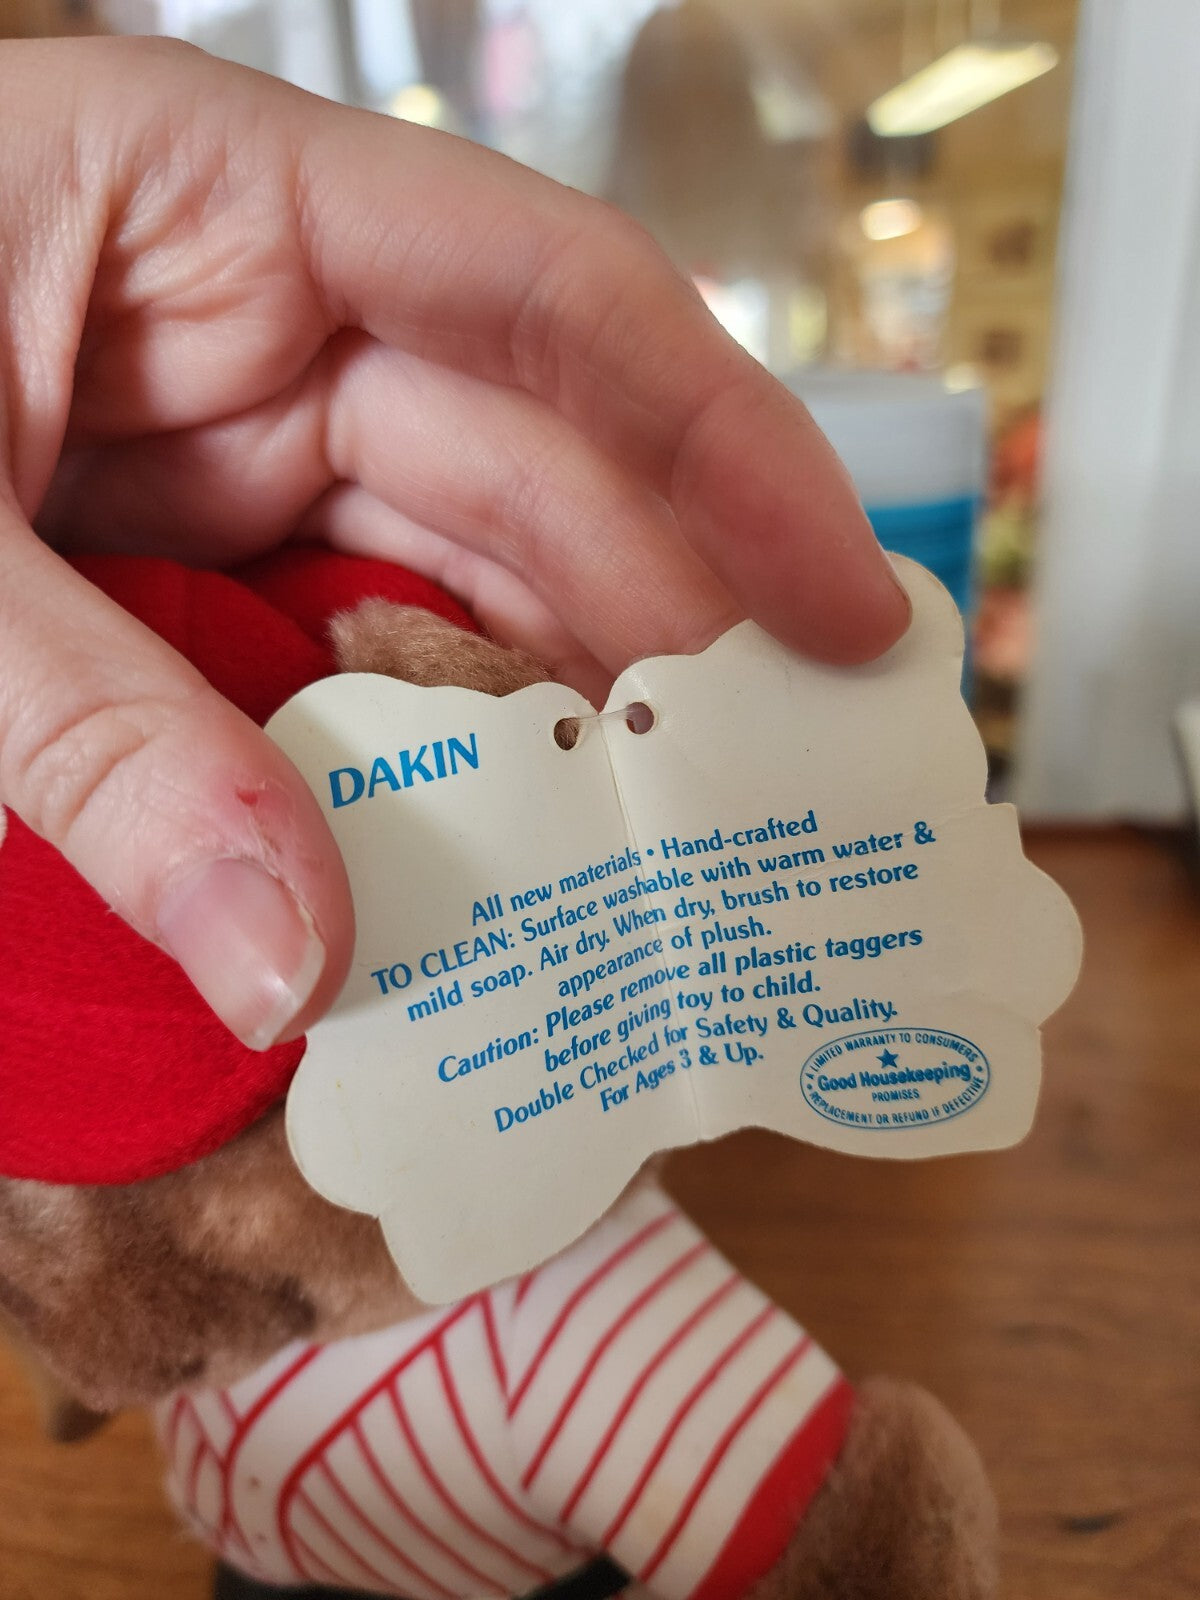 DAKIN
All new materials • Hand-crafted
TO CLEAN: Surface washable with warm water &
mild soap. Air dry. When dry, brush to restore
appearance of plush.
Caution: Please remove all plastic taggers
before giving toy to child.
Double Checked for Safety & Quality.
For Ages 3 & Up.
• A LIMITED WARRANTY TO CONSUMERS •
★
Good Housekeeping
PROMISES
REPLACEMENT OR REFUND IF DEFECTIVE